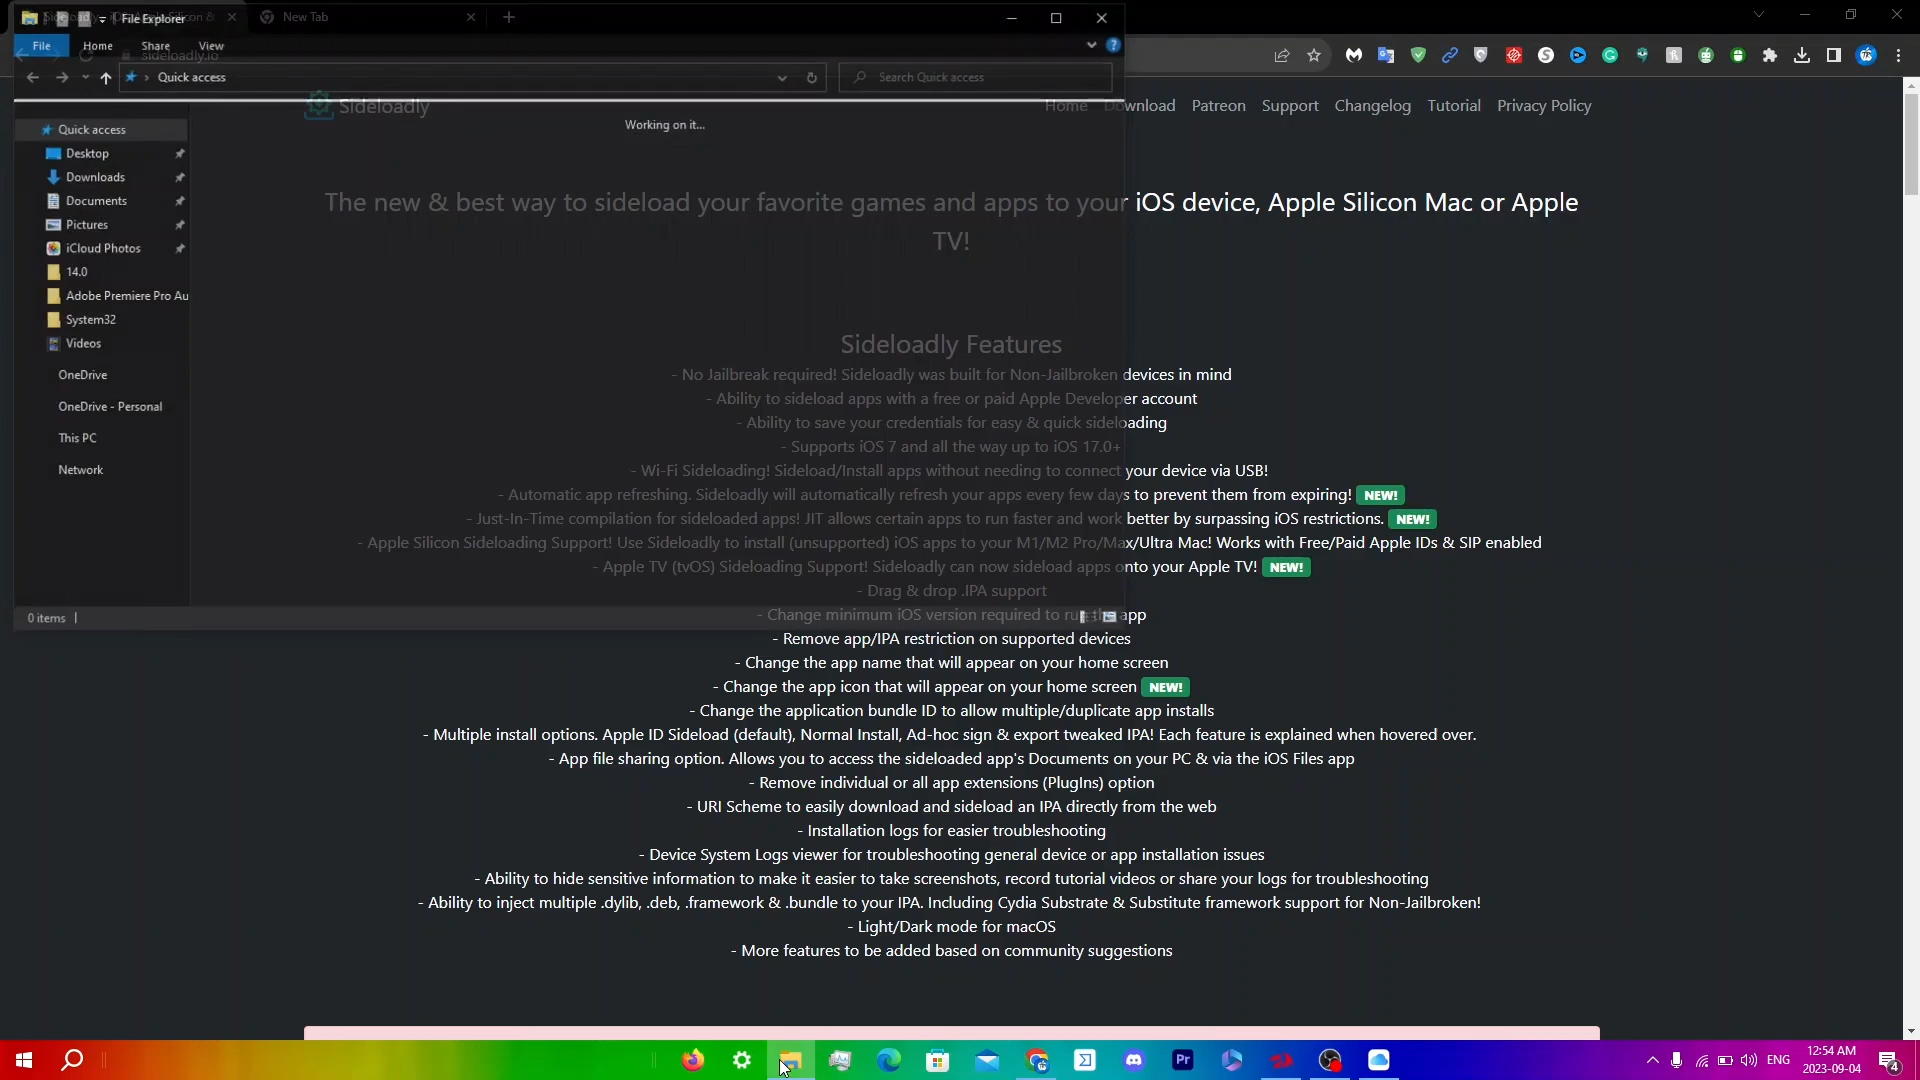 Sideloadly - iOS, Apple Silicon &
New Tab
sideloadly.io
File Explorer
File
Home
Share
View
Quick access
Search Quick access
Quick access
Desktop
Downloads
Documents
Pictures
iCloud Photos
14.0
Adobe Premiere Pro Au
System32
Videos
OneDrive
OneDrive - Personal
This PC
Network
Working on it...
0 items
Sideloadly
Home Download Patreon Support Changelog Tutorial Privacy Policy
The new & best way to sideload your favorite games and apps to your iOS device, Apple Silicon Mac or Apple
TV!
Sideloadly Features
- No Jailbreak required! Sideloadly was built for Non-Jailbroken devices in mind
- Ability to sideload apps with a free or paid Apple Developer account
- Ability to save your credentials for easy & quick sideloading
- Supports iOS 7 and all the way up to iOS 17.0+
- Wi-Fi Sideloading! Sideload/Install apps without needing to connect your device via USB!
- Automatic app refreshing. Sideloadly will automatically refresh your apps every few days to prevent them from expiring! NEW!
- Just-In-Time compilation for sideloaded apps! JIT allows certain apps to run faster and work better by surpassing iOS restrictions. NEW!
- Apple Silicon Sideloading Support! Use Sideloadly to install (unsupported) iOS apps to your M1/M2 Pro/Max/Ultra Mac! Works with Free/Paid Apple IDs & SIP enabled
- Apple TV (tvOS) Sideloading Support! Sideloadly can now sideload apps onto your Apple TV! NEW!
- Drag & drop .IPA support
- Change minimum iOS version required to run the app
- Remove app/IPA restriction on supported devices
- Change the app name that will appear on your home screen
- Change the app icon that will appear on your home screen NEW!
- Change the application bundle ID to allow multiple/duplicate app installs
- Multiple install options. Apple ID Sideload (default), Normal Install, Ad-hoc sign & export tweaked IPA! Each feature is explained when hovered over.
- App file sharing option. Allows you to access the sideloaded app's Documents on your PC & via the iOS Files app
- Remove individual or all app extensions (PlugIns) option
- URI Scheme to easily download and sideload an IPA directly from the web
- Installation logs for easier troubleshooting
- Device System Logs viewer for troubleshooting general device or app installation issues
- Ability to hide sensitive information to make it easier to take screenshots, record tutorial videos or share your logs for troubleshooting
- Ability to inject multiple .dylib, .deb, .framework & .bundle to your IPA. Including Cydia Substrate & Substitute framework support for Non-Jailbroken!
- Light/Dark mode for macOS
- More features to be added based on community suggestions
Pr
ENG
12:54 AM
2023-09-04
4